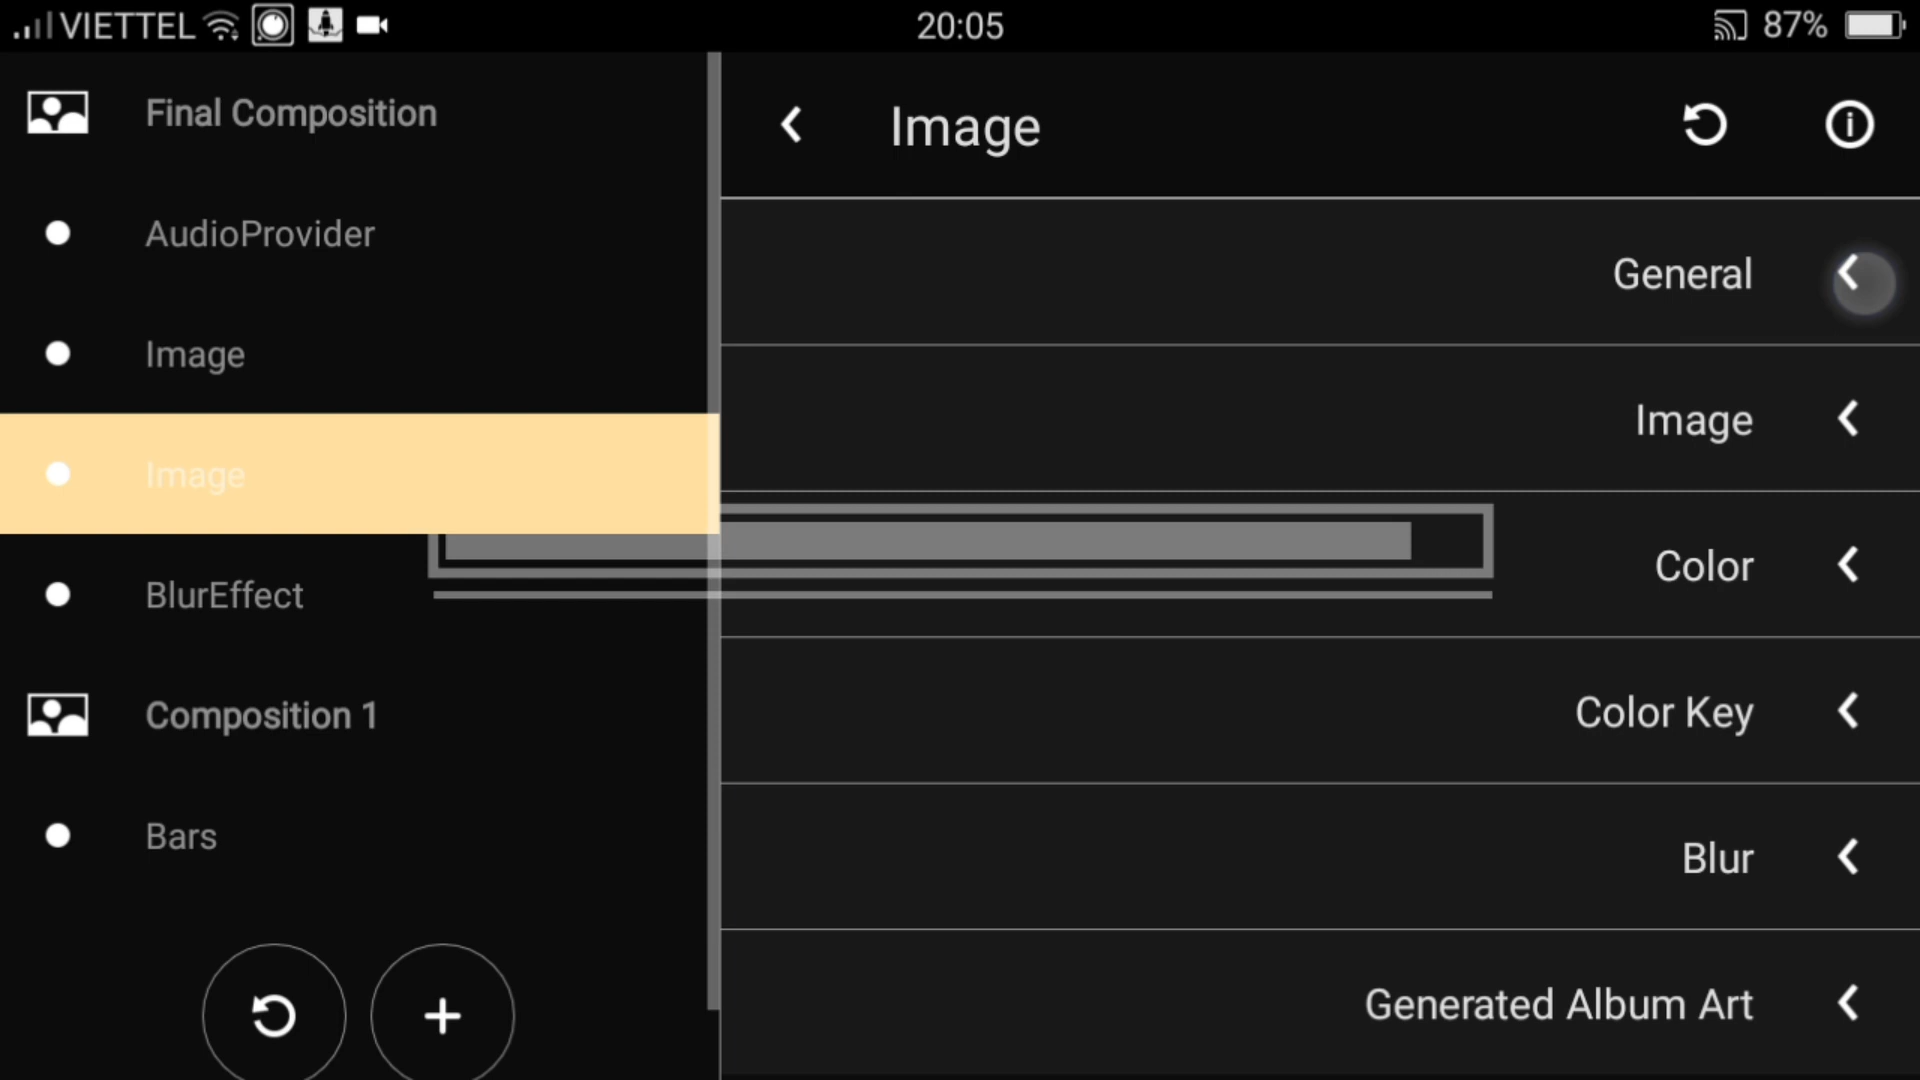 VIETTEL 20:05 87%
Final Composition
AudioProvider
Image
Image
BlurEffect
Composition 1
Bars
Image
General
Image
Color
Color Key
Blur
Generated Album Art